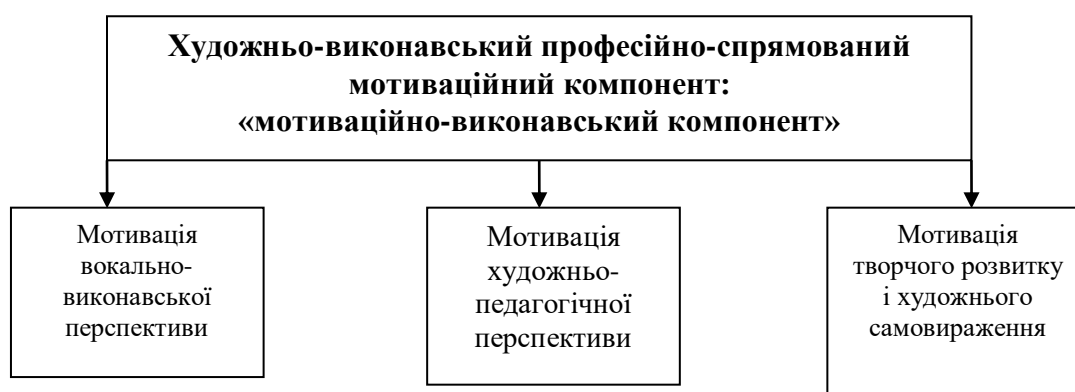 Художньо-виконавський професійно-спрямований
мотиваційний компонент:
«мотиваційно-виконавський компонент»
Мотивація
вокально-
виконавської
перспективи
Мотивація
художньо-
педагогічної
перспективи
Мотивація
творчого розвитку
і художнього
самовираження